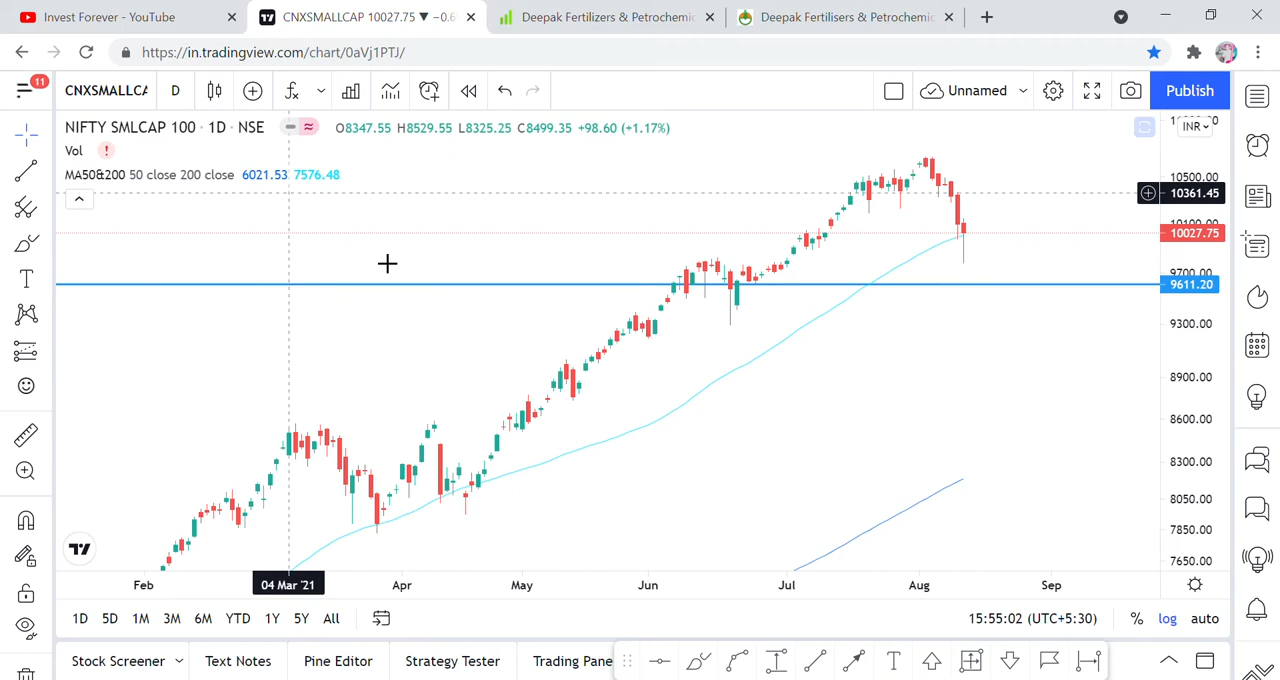 Invest Forever - YouTube
CNXSMALLCAP 10027.75 ▼ −0.6
Deepak Fertilizers & Petrochemic
Deepak Fertilisers & Petrochemic
https://in.tradingview.com/chart/0aVj1PTJ/
11
CNXSMALLCA D Unnamed Publish
NIFTY SMLCAP 100 · 1D · NSE O8347.55 H8529.55 L8325.25 C8499.35 +98.60 (+1.17%)
INR
Vol !
MA50&200 50 close 200 close 6021.53 7576.48
10500.00
10361.45
10100.00
10027.75
9700.00
9611.20
9300.00
8900.00
8600.00
8300.00
8050.00
7850.00
7650.00
Feb 04 Mar '21 Apr May Jun Jul Aug Sep
1D 5D 1M 3M 6M YTD 1Y 5Y All 15:55:02 (UTC+5:30) % log auto
Stock Screener Text Notes Pine Editor Strategy Tester Trading Pane